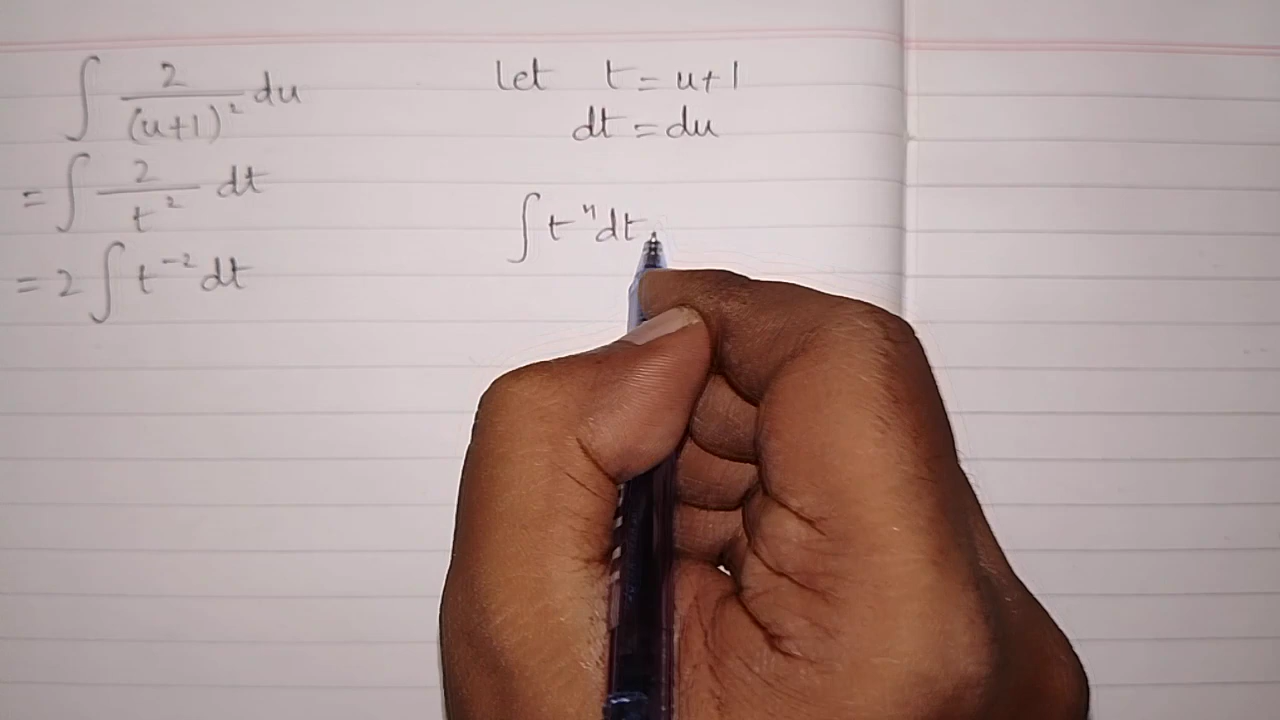 ∫ 2/(u+1)² du
= ∫ 2/t² dt
= 2 ∫ t⁻² dt
let t = u+1
dt = du
∫ tⁿ dt